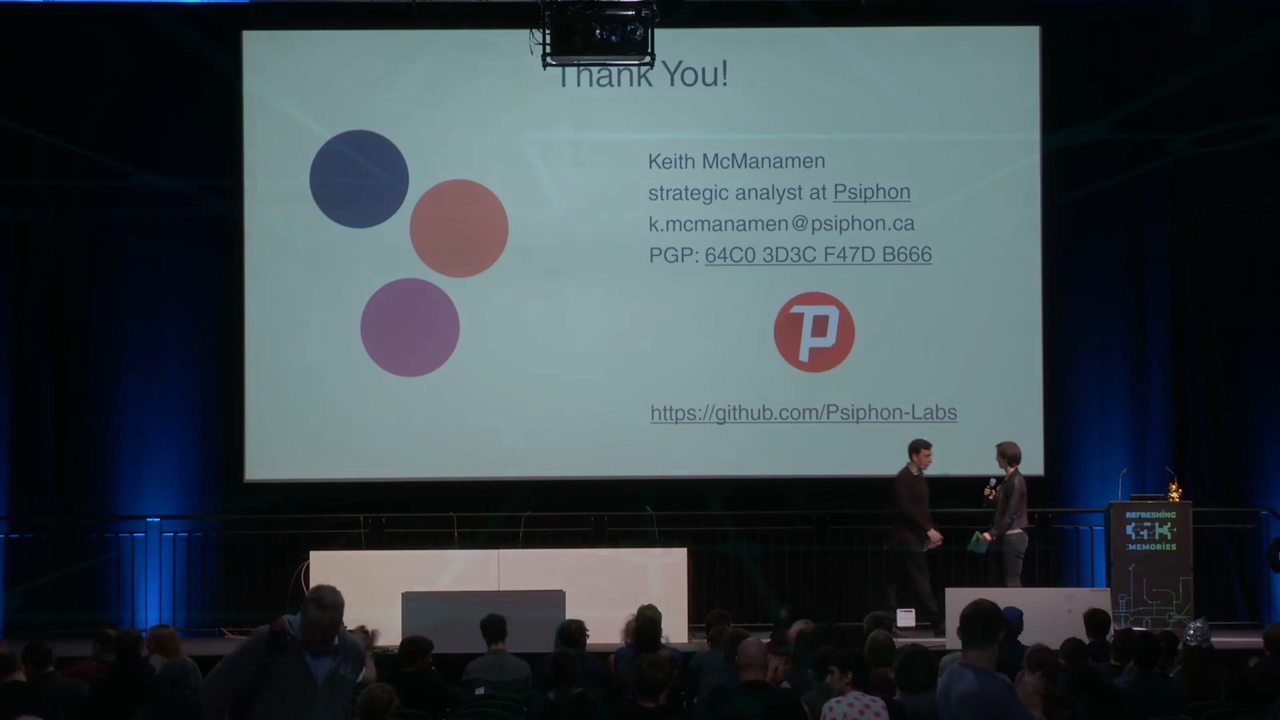 Thank You!
Keith McManamen
strategic analyst at Psiphon
k.mcmanamen@psiphon.ca
PGP: 64C0 3D3C F47D B666
P
https://github.com/Psiphon-Labs
REFRESHING
35C3
MEMORIES